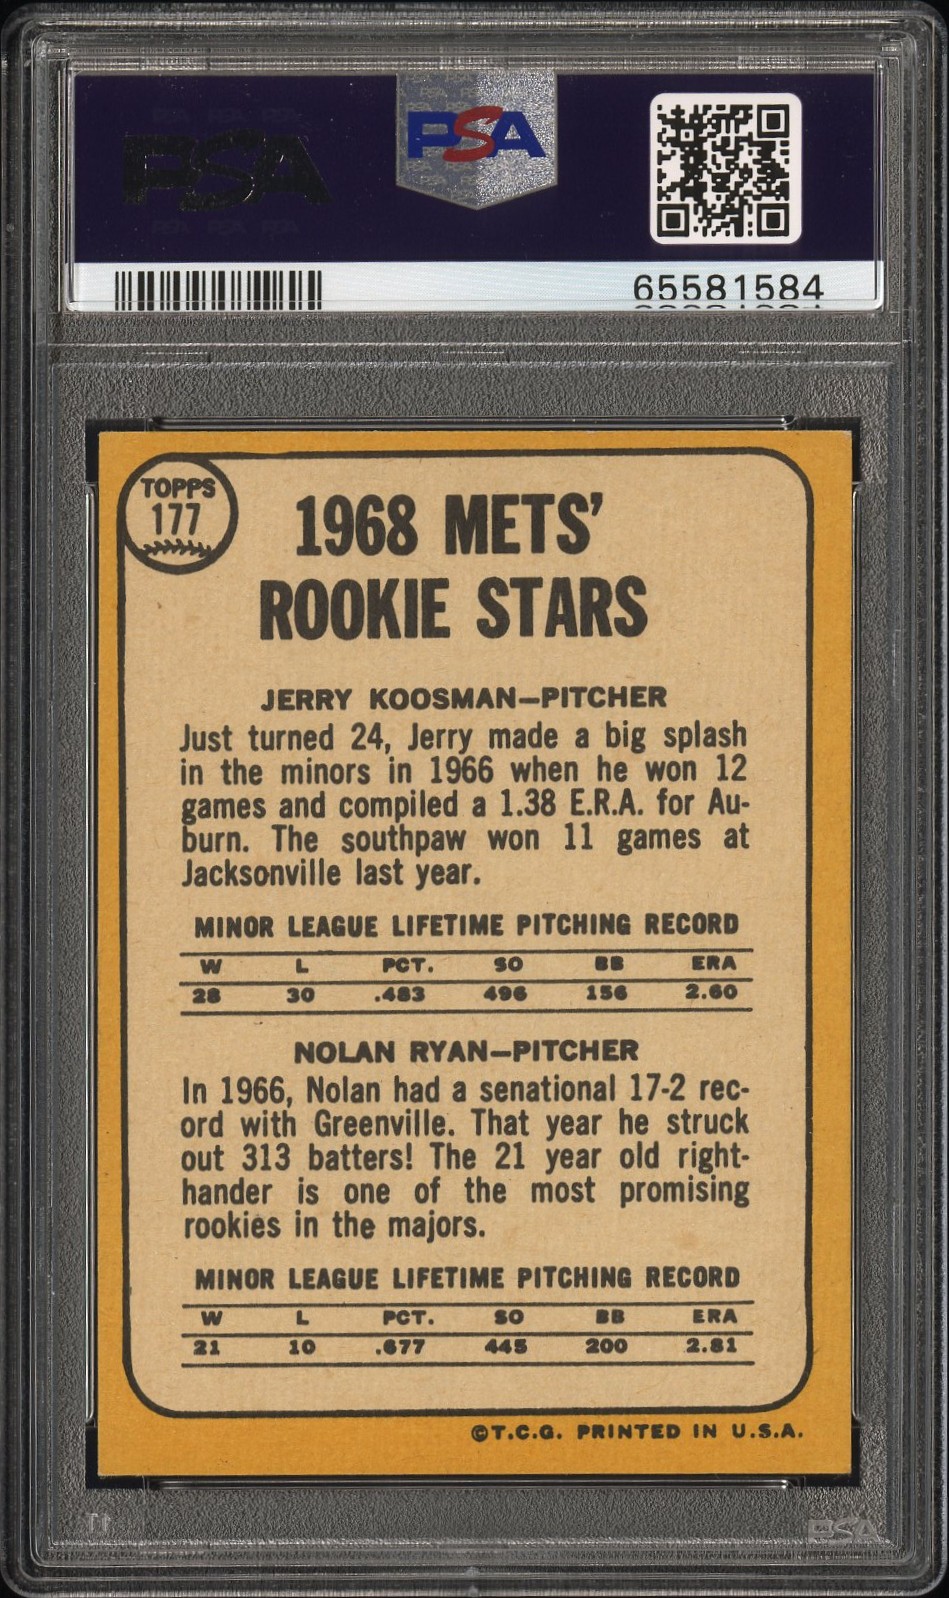 PSA
PSA
65581584
TOPPS
177
1968 METS'
ROOKIE STARS
JERRY KOOSMAN–PITCHER
Just turned 24, Jerry made a big splash
in the minors in 1966 when he won 12
games and compiled a 1.38 E.R.A. for Au-
burn. The southpaw won 11 games at
Jacksonville last year.
MINOR LEAGUE LIFETIME PITCHING RECORD
W L PCT. SO BB ERA
28 30 .483 496 156 2.60
NOLAN RYAN–PITCHER
In 1966, Nolan had a senational 17-2 rec-
ord with Greenville. That year he struck
out 313 batters! The 21 year old right-
hander is one of the most promising
rookies in the majors.
MINOR LEAGUE LIFETIME PITCHING RECORD
W L PCT. SO BB ERA
21 10 .677 445 200 2.81
©T.C.G. PRINTED IN U.S.A.
PSA